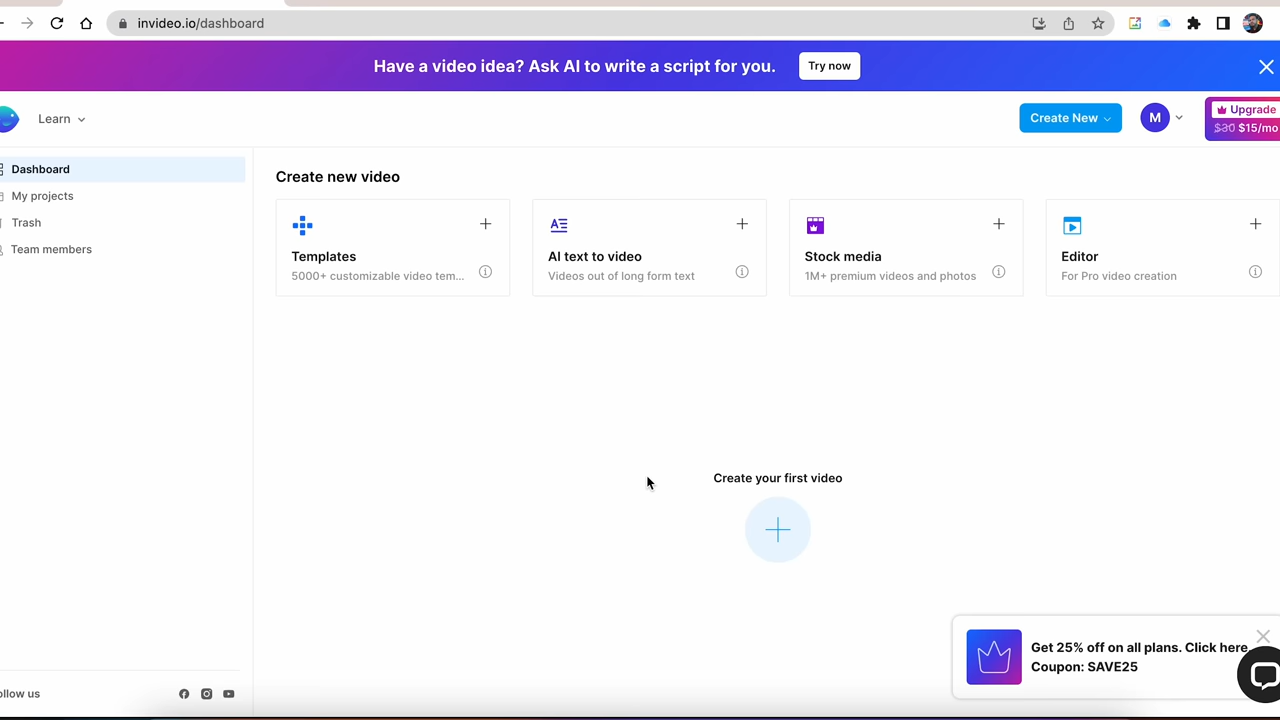 invideo.io/dashboard
Have a video idea? Ask AI to write a script for you.
Try now
Learn
Create New
M
Upgrade
$30 $15/mo
Dashboard
My projects
Trash
Team members
Create new video
Templates
5000+ customizable video tem...
AI text to video
Videos out of long form text
Stock media
1M+ premium videos and photos
Editor
For Pro video creation
Create your first video
Get 25% off on all plans. Click here.
Coupon: SAVE25
ollow us